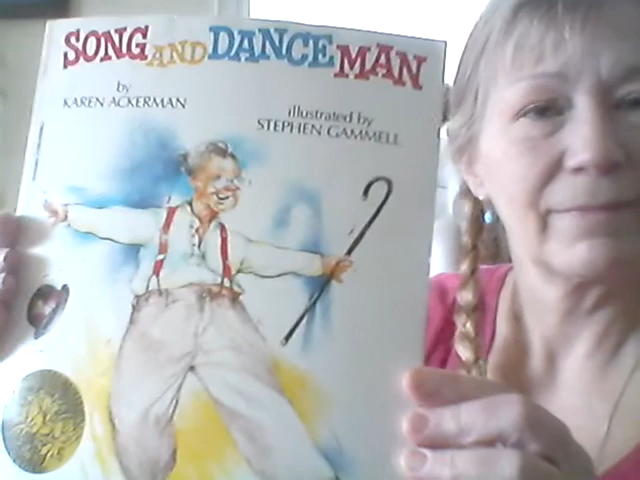 SONG AND DANCE MAN
by
KAREN ACKERMAN
illustrated by
STEPHEN GAMMELL